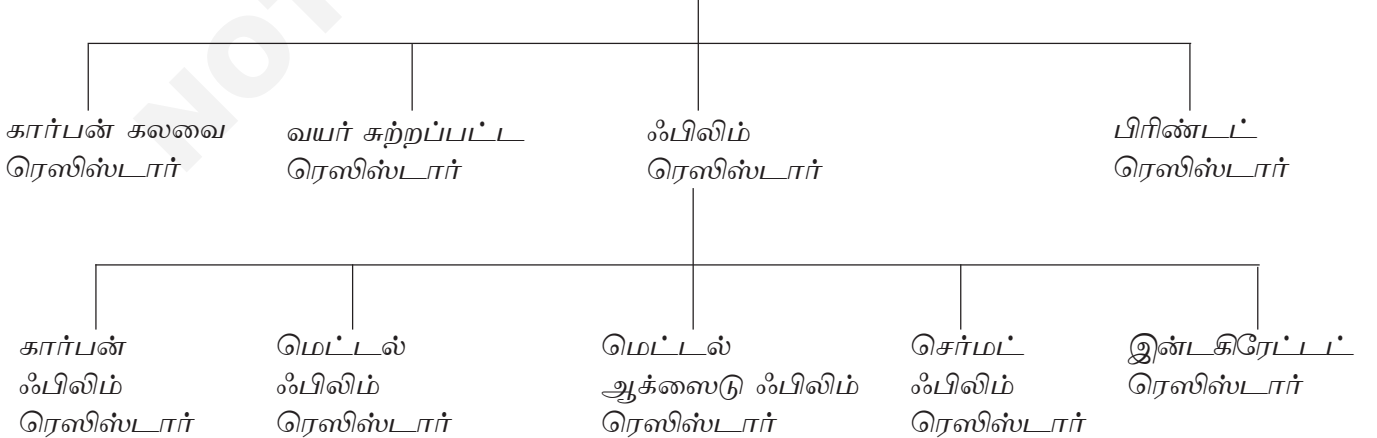 கார்பன் கலவை
ரெஸிஸ்டார்
வயர் சுற்றப்பட்ட
ரெஸிஸ்டார்
ஃபிலிம்
ரெஸிஸ்டார்
பிரிண்டட்
ரெஸிஸ்டார்
கார்பன்
ஃபிலிம்
ரெஸிஸ்டார்
மெட்டல்
ஃபிலிம்
ரெஸிஸ்டார்
மெட்டல்
ஆக்ஸைடு ஃபிலிம்
ரெஸிஸ்டார்
செர்மட்
ஃபிலிம்
ரெஸிஸ்டார்
இன்டகிரேட்டட்
ரெஸிஸ்டார்